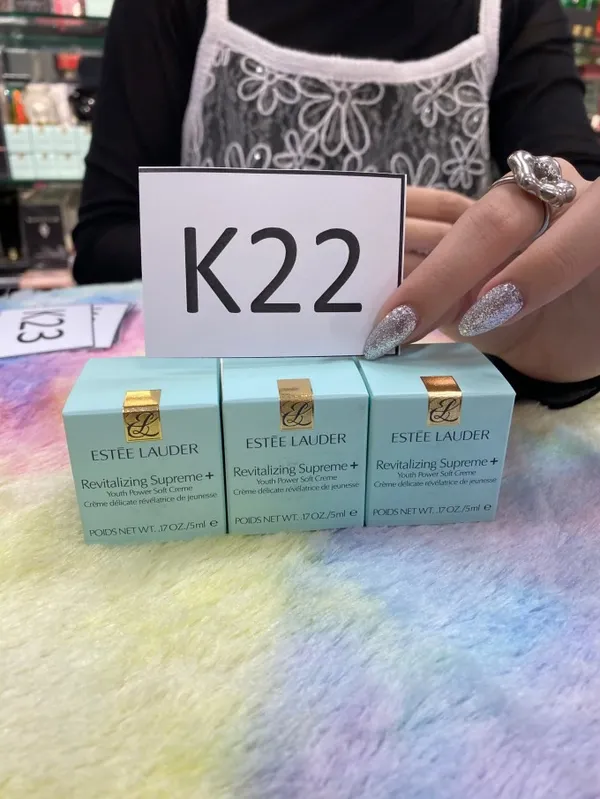 K22
K23
ESTĒE LAUDER
Revitalizing Supreme +
Youth Power Soft Creme
Crème délicate révélatrice de jeunesse
POIDS NET WT. .17 OZ./5ml e
ESTĒE LAUDER
Revitalizing Supreme +
Youth Power Soft Creme
Crème délicate révélatrice de jeunesse
POIDS NET WT. .17 OZ./5ml e
ESTĒE LAUDER
Revitalizing Supreme +
Youth Power Soft Creme
Crème délicate révélatrice de jeunesse
POIDS NET WT. .17 OZ./5ml e